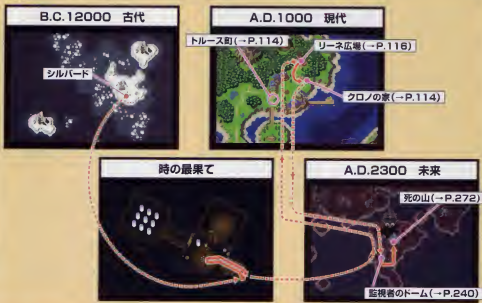 B.C.12000 古代
シルバード
A.D.1000 現代
トルース町(→P.114)
リーネ広場(→P.116)
クロノの家(→P.114)
時の最果て
A.D.2300 未来
死の山(→P.272)
監視者のドーム(→P.240)